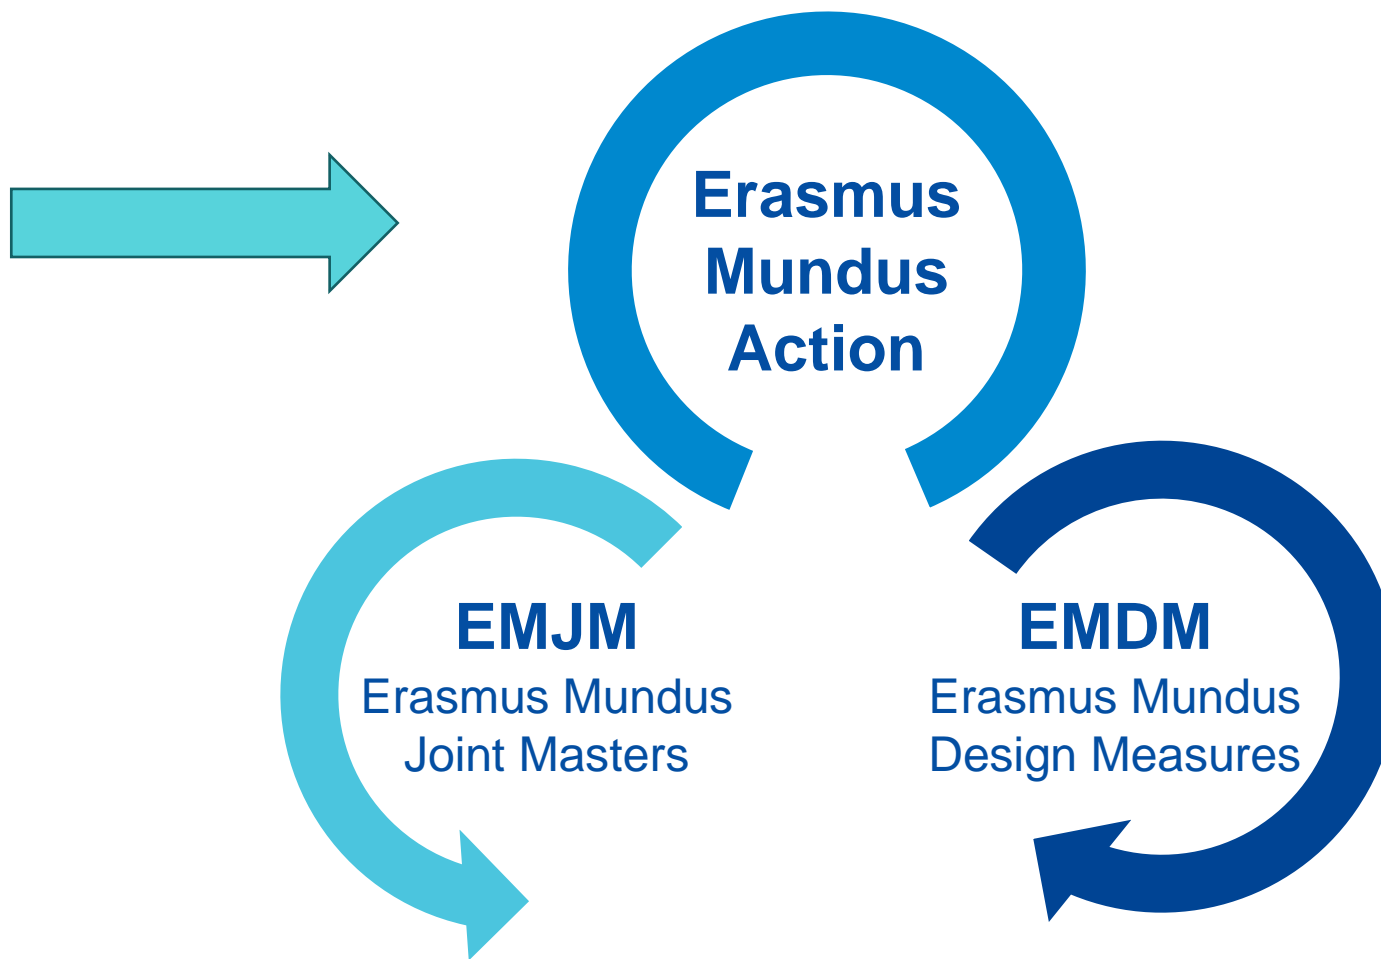 Erasmus
Mundus
Action
EMJM
Erasmus Mundus
Joint Masters
EMDM
Erasmus Mundus
Design Measures